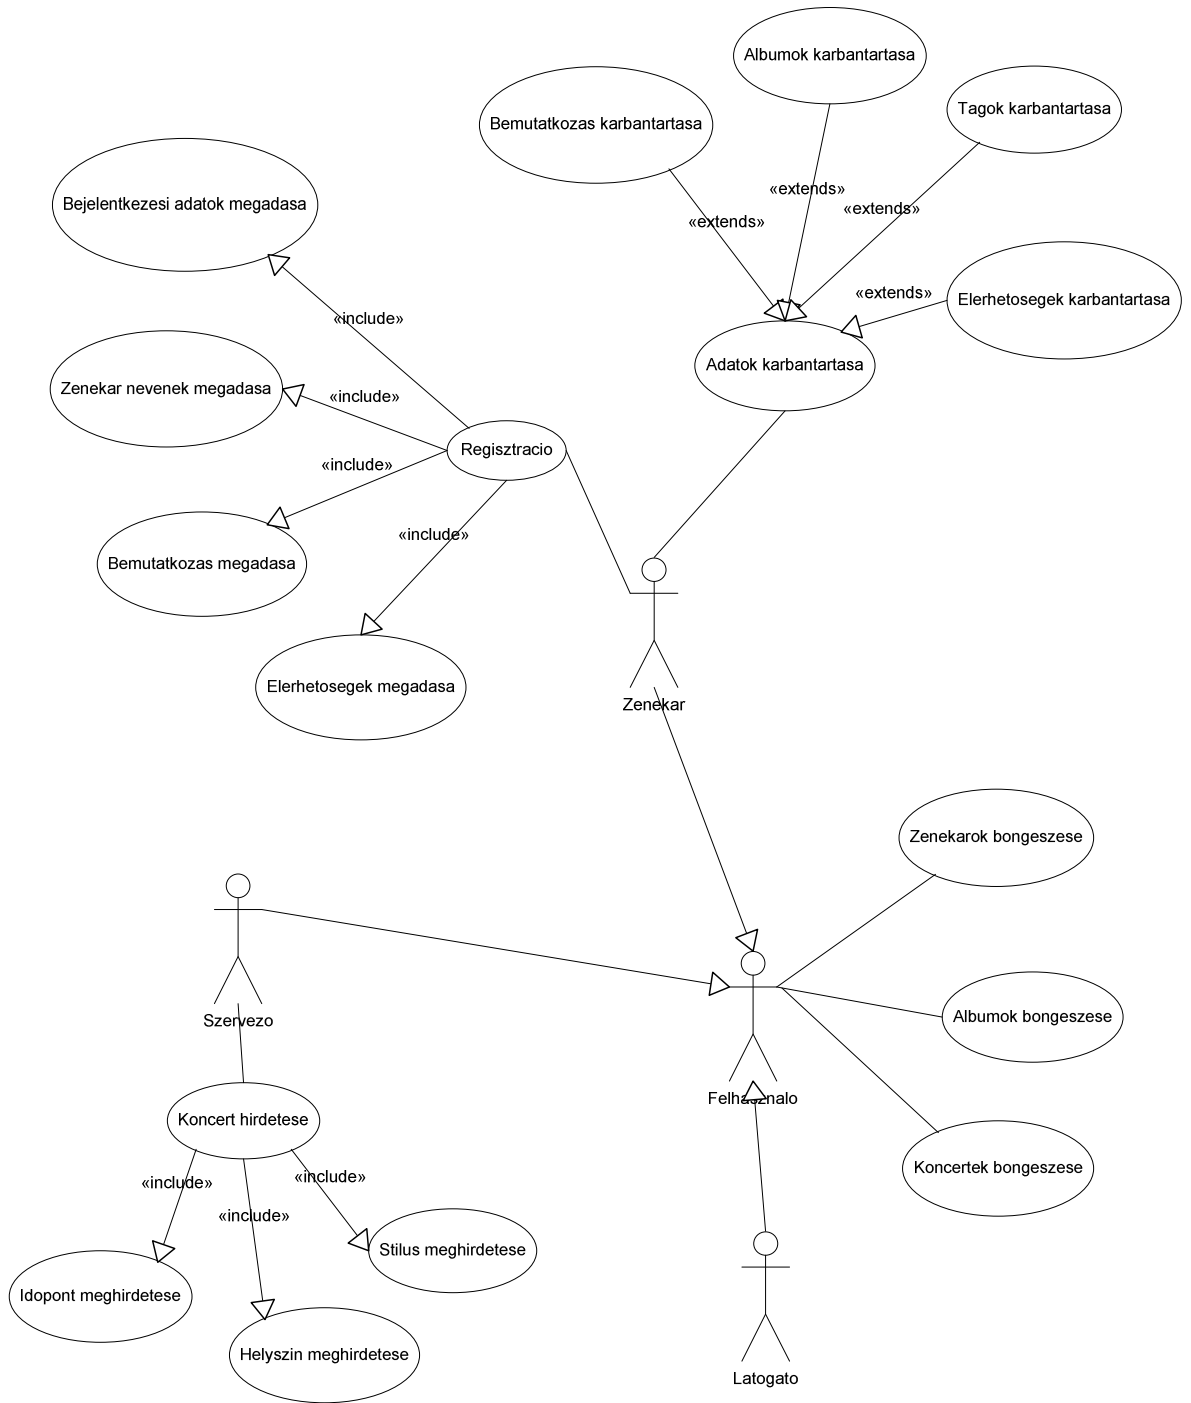 Albumok karbantartasa
Bemutatkozas karbantartasa
Tagok karbantartasa
Bejelentkezesi adatok megadasa
«extends»
«extends»
«extends»
«extends»
Elerhetosegek karbantartasa
«include»
Adatok karbantartasa
Zenekar nevenek megadasa
«include»
Regisztracio
«include»
«include»
Bemutatkozas megadasa
Elerhetosegek megadasa
Zenekar
Zenekarok bongeszese
Albumok bongeszese
Szervezo
Felhasznalo
Koncert hirdetese
Koncertek bongeszese
«include»
«include»
«include»
Stilus meghirdetese
Idopont meghirdetese
Helyszin meghirdetese
Latogato